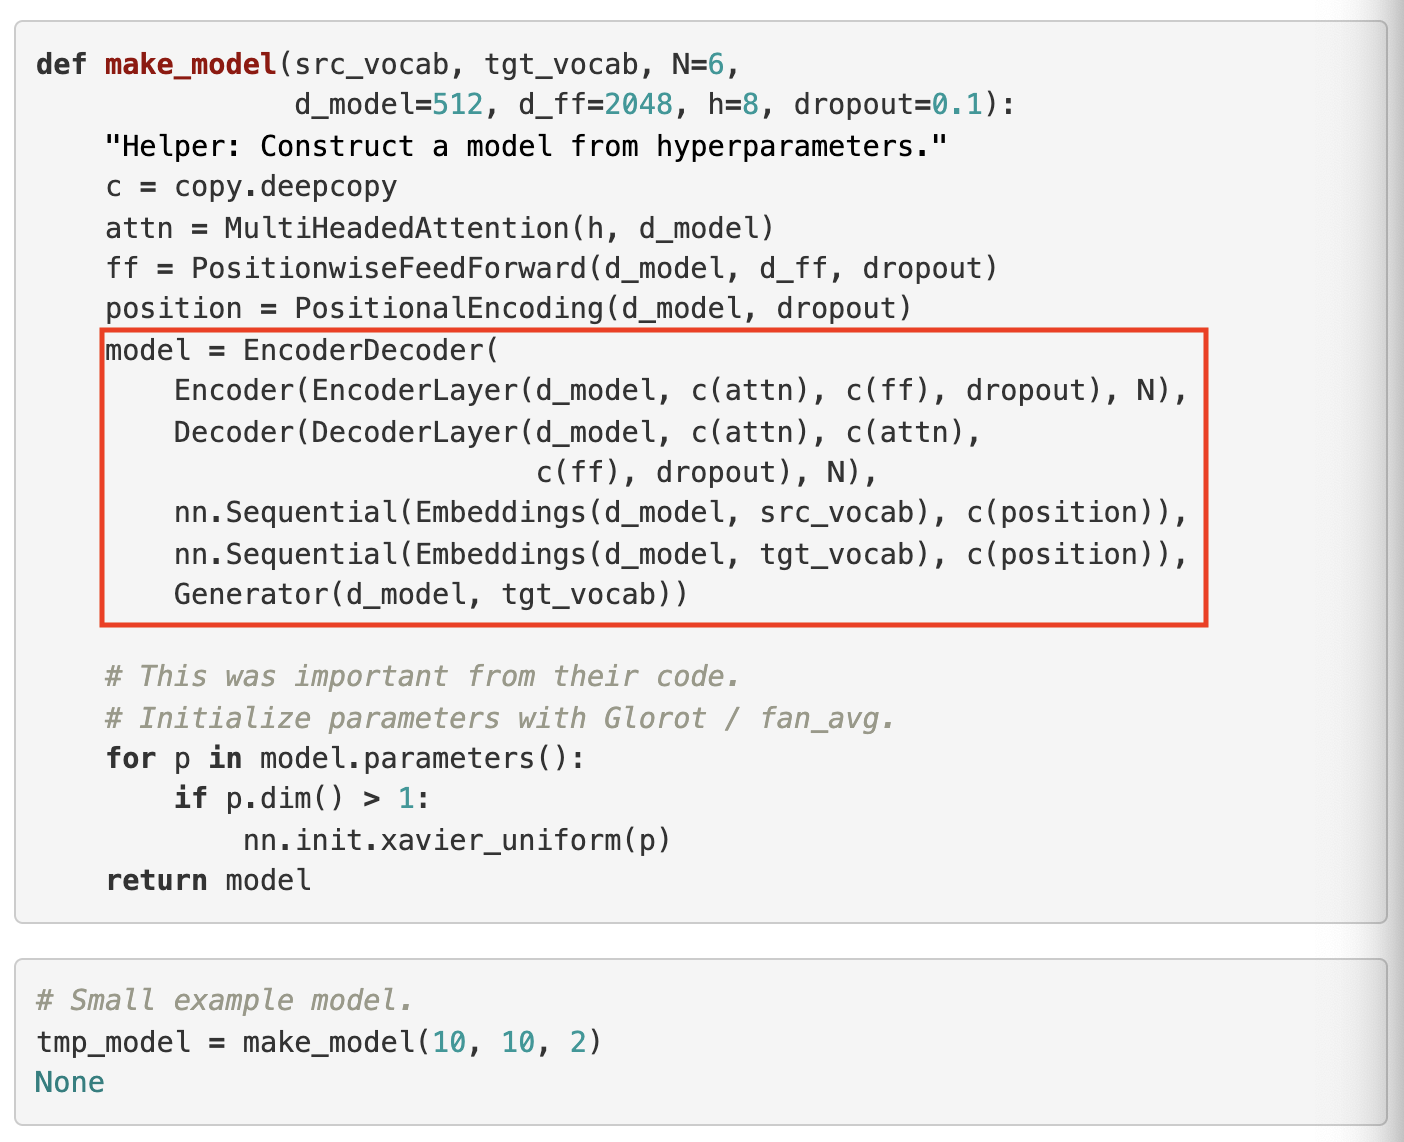 def make_model(src_vocab, tgt_vocab, N=6,
               d_model=512, d_ff=2048, h=8, dropout=0.1):
    "Helper: Construct a model from hyperparameters."
    c = copy.deepcopy
    attn = MultiHeadedAttention(h, d_model)
    ff = PositionwiseFeedForward(d_model, d_ff, dropout)
    position = PositionalEncoding(d_model, dropout)
    model = EncoderDecoder(
        Encoder(EncoderLayer(d_model, c(attn), c(ff), dropout), N),
        Decoder(DecoderLayer(d_model, c(attn), c(attn),
                             c(ff), dropout), N),
        nn.Sequential(Embeddings(d_model, src_vocab), c(position)),
        nn.Sequential(Embeddings(d_model, tgt_vocab), c(position)),
        Generator(d_model, tgt_vocab))
    # This was important from their code.
    # Initialize parameters with Glorot / fan_avg.
    for p in model.parameters():
        if p.dim() > 1:
            nn.init.xavier_uniform(p)
    return model
# Small example model.
tmp_model = make_model(10, 10, 2)
None